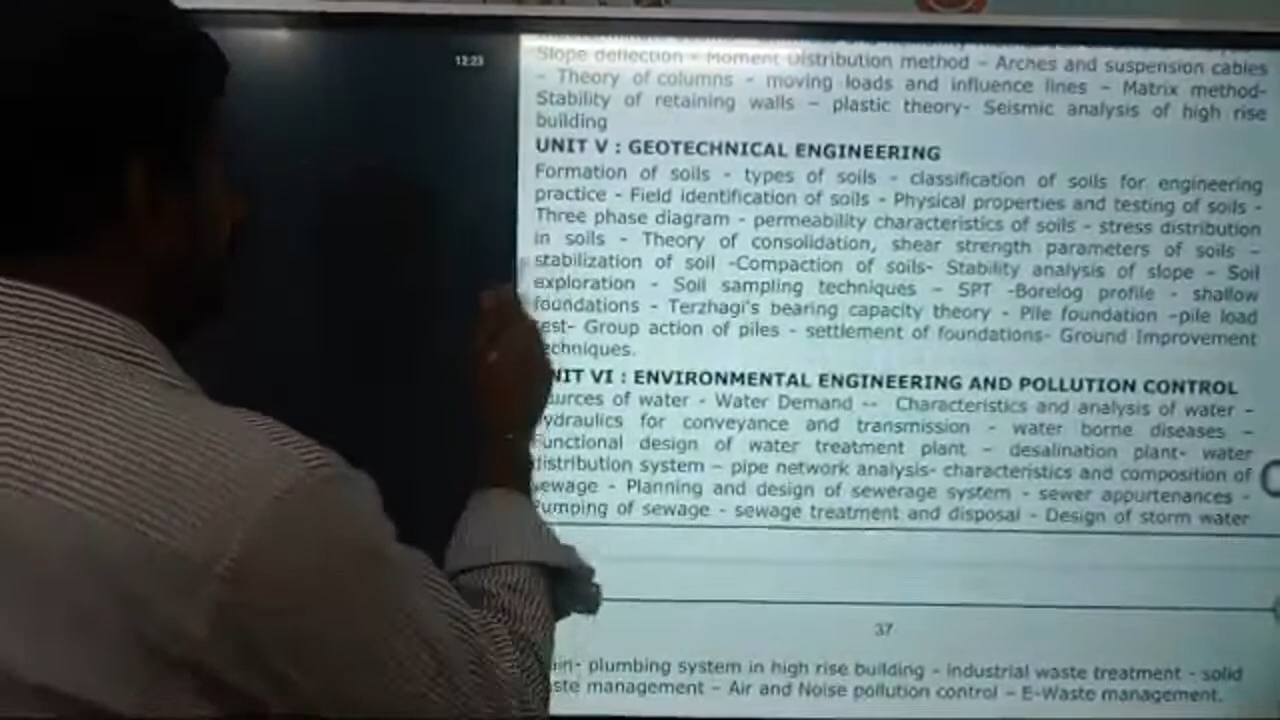 12:23
Slope deflection - Moment Distribution method – Arches and suspension cables
– Theory of columns - moving loads and influence lines – Matrix method-
Stability of retaining walls – plastic theory- Seismic analysis of high rise
building
UNIT V : GEOTECHNICAL ENGINEERING
Formation of soils - types of soils - classification of soils for engineering
practice - Field identification of soils - Physical properties and testing of soils -
Three phase diagram - permeability characteristics of soils - stress distribution
in soils - Theory of consolidation, shear strength parameters of soils –
stabilization of soil -Compaction of soils- Stability analysis of slope - Soil
exploration - Soil sampling techniques – SPT -Borelog profile - shallow
foundations - Terzhagi's bearing capacity theory - Pile foundation –pile load
est- Group action of piles - settlement of foundations- Ground Improvement
echniques.
NIT VI : ENVIRONMENTAL ENGINEERING AND POLLUTION CONTROL
ources of water - Water Demand -- Characteristics and analysis of water –
ydraulics for conveyance and transmission - water borne diseases –
Functional design of water treatment plant – desalination plant- water
distribution system – pipe network analysis- characteristics and composition of
sewage - Planning and design of sewerage system - sewer appurtenances -
Pumping of sewage - sewage treatment and disposal - Design of storm water
37
in- plumbing system in high rise building - industrial waste treatment - solid
ste management – Air and Noise pollution control – E-Waste management.